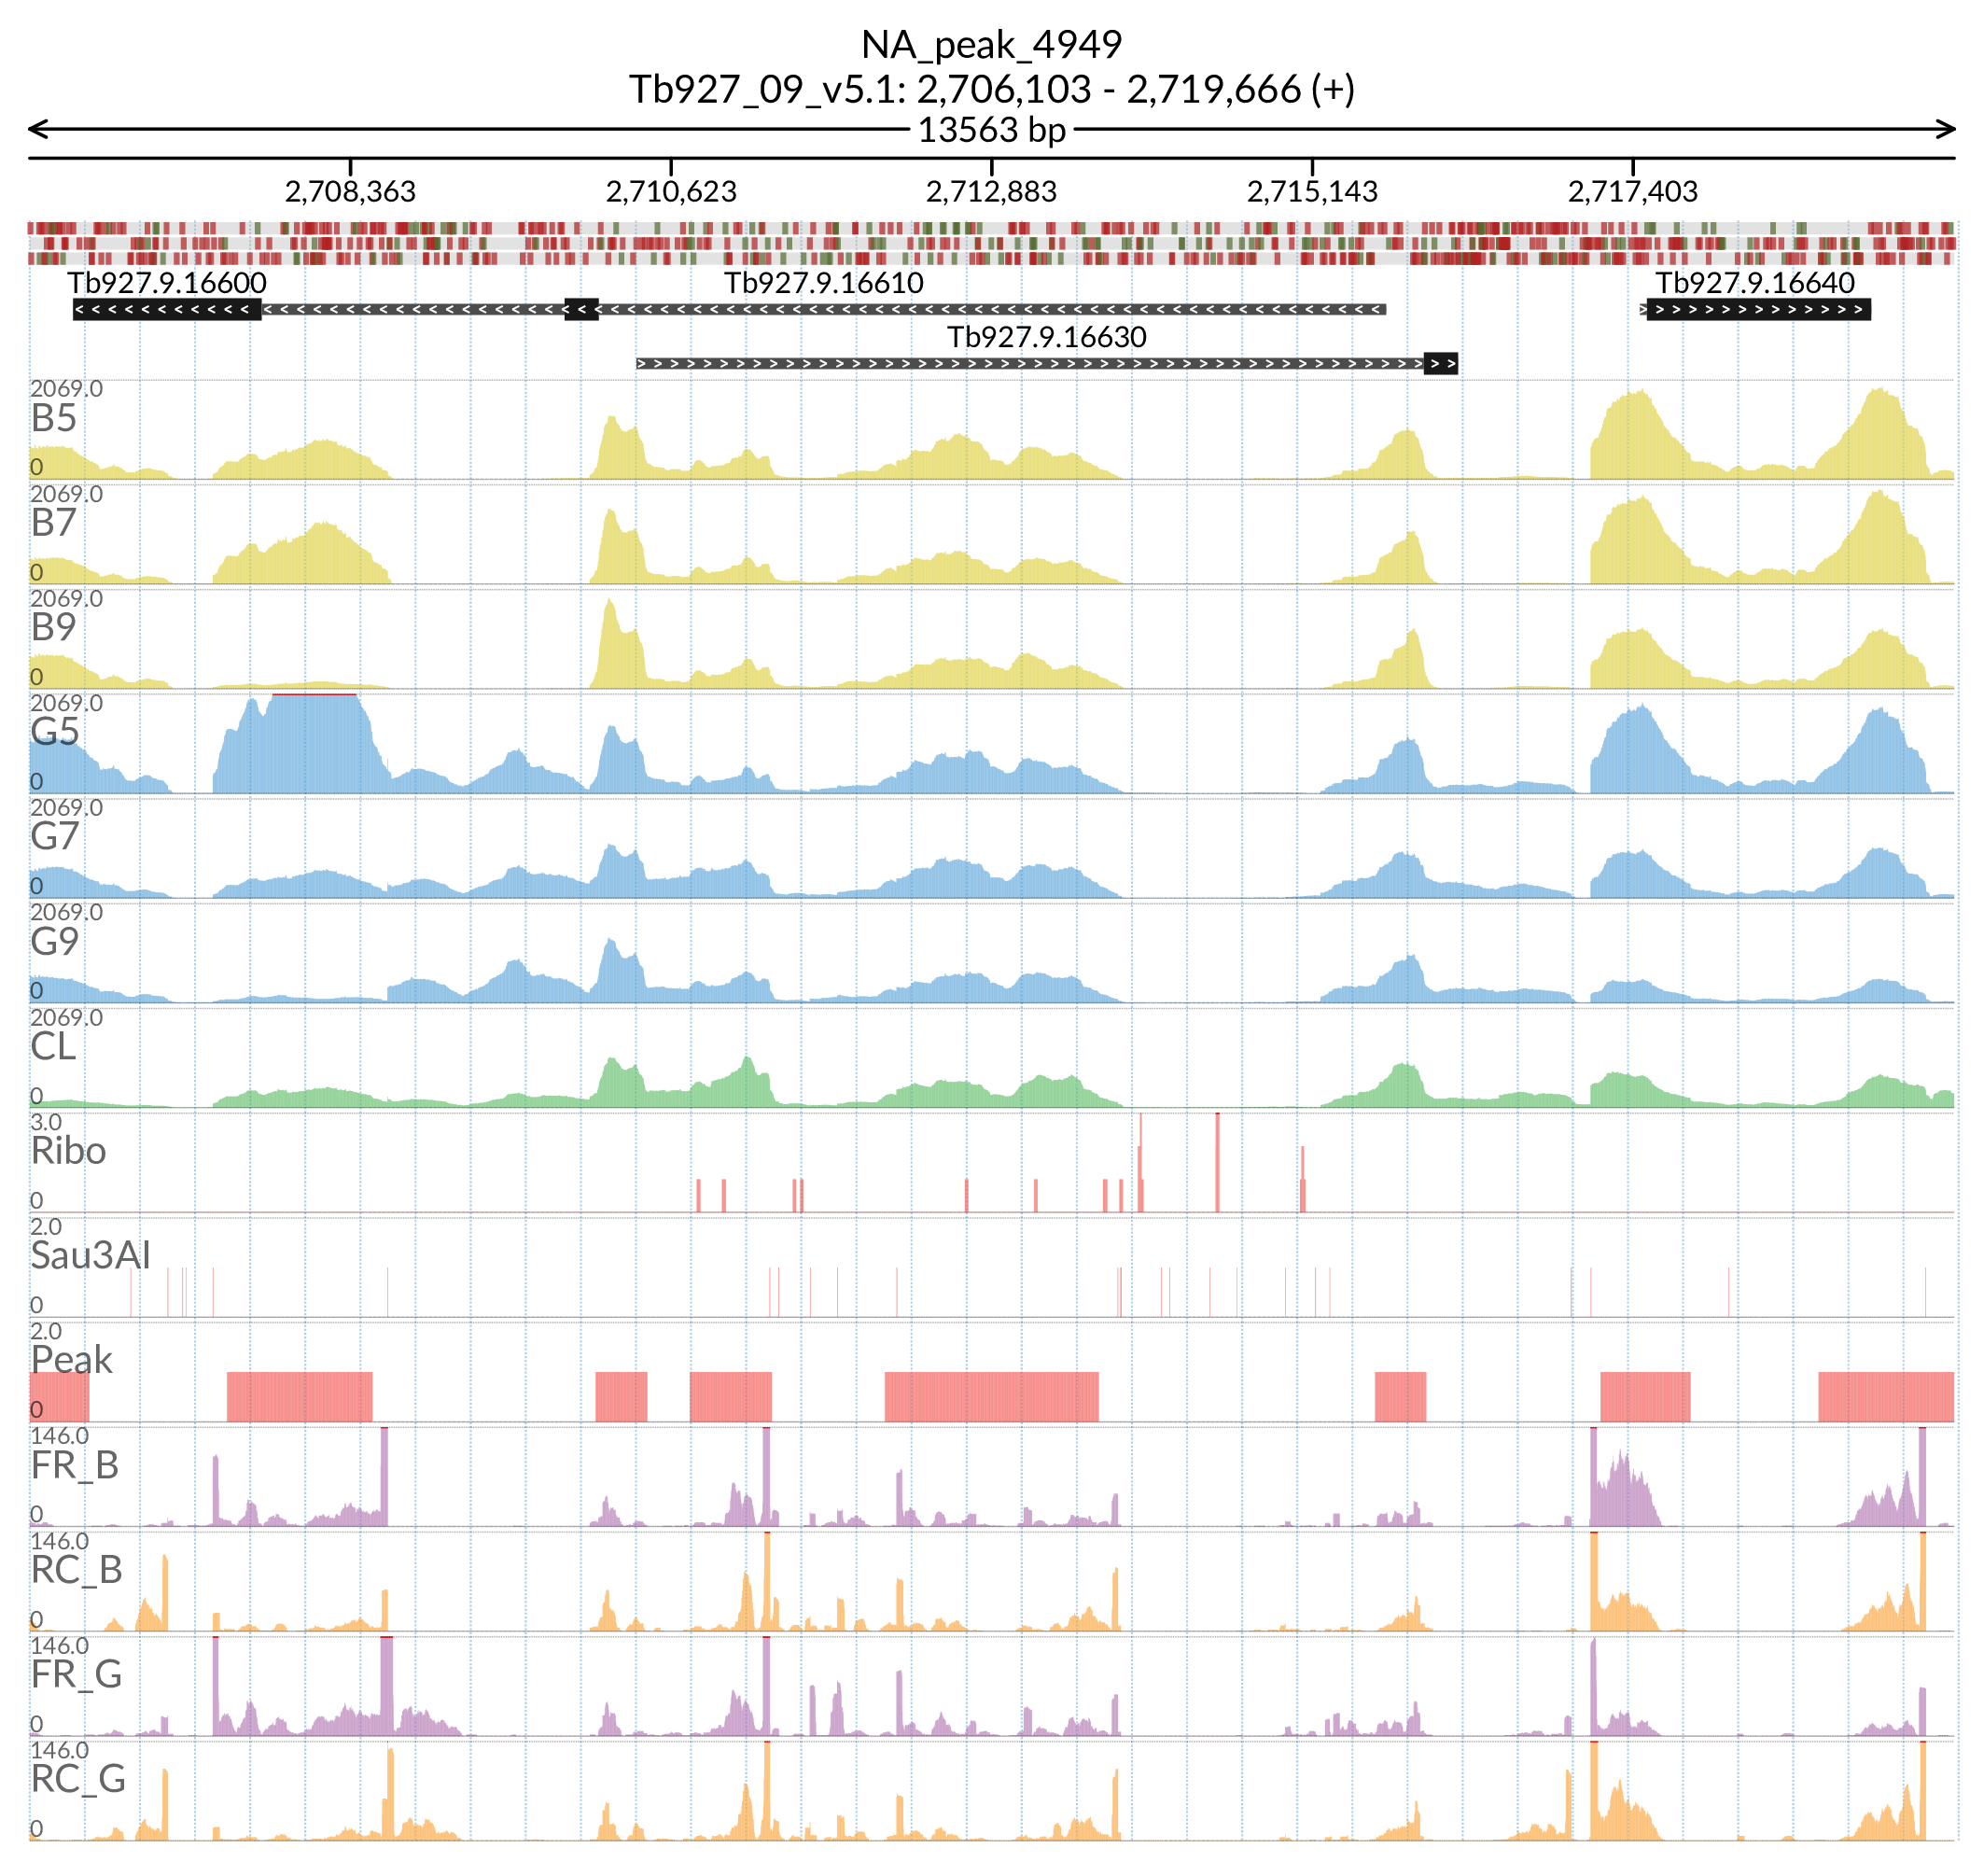 NA_peak_4949
Tb927_09_v5.1: 2,706,103 - 2,719,666 (+)
13563 bp
2,708,363 2,710,623 2,712,883 2,715,143 2,717,403
Tb927.9.16600 Tb927.9.16610 Tb927.9.16640
Tb927.9.16630
2069.0
B5
0
2069.0
B7
0
2069.0
B9
0
2069.0
G5
0
2069.0
G7
0
2069.0
G9
0
2069.0
CL
0
3.0
Ribo
0
2.0
Sau3AI
0
2.0
Peak
0
146.0
FR_B
0
146.0
RC_B
0
146.0
FR_G
0
146.0
RC_G
0